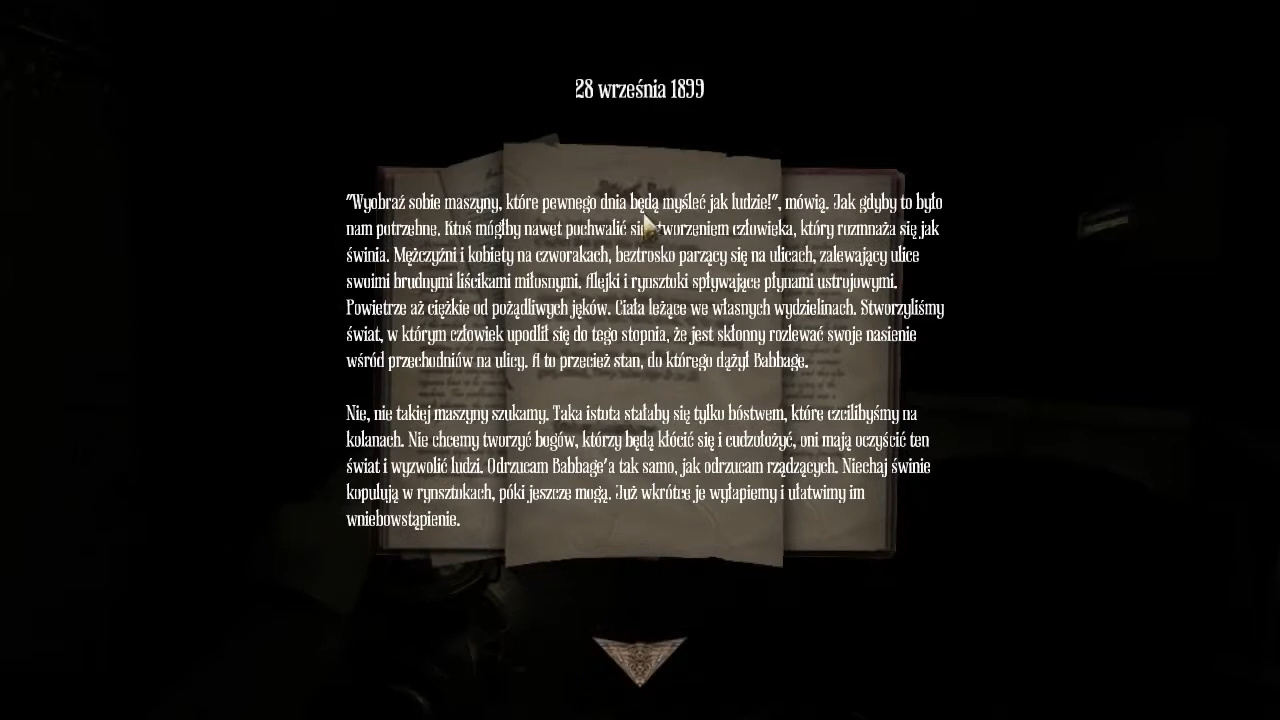 28 września 1899
"Wyobraź sobie maszyny, które pewnego dnia będą myśleć jak ludzie!", mówią. Jak gdyby to było
nam potrzebne. Ktoś mógłby nawet pochwalić się stworzeniem człowieka, który rozmnaża się jak
świnia. Mężczyźni i kobiety na czworakach, beztrosko parzący się na ulicach, zalewający ulice
swoimi brudnymi liścikami miłosnymi. Alejki i rynsztoki spływające płynami ustrojowymi.
Powietrze aż ciężkie od pożądliwych jęków. Ciała leżące we własnych wydzielinach. Stworzyliśmy
świat, w którym człowiek upodlił się do tego stopnia, że jest skłonny rozlewać swoje nasienie
wśród przechodniów na ulicy. A to przecież stan, do którego dążył Babbage.
Nie, nie takiej maszyny szukamy. Taka istota stałaby się tylko bóstwem, które czcilibyśmy na
kolanach. Nie chcemy tworzyć bogów, którzy będą kłócić się i cudzołożyć, oni mają oczyścić ten
świat i wyzwolić ludzi. Odrzucam Babbage'a tak samo, jak odrzucam rządzących. Niechaj świnie
kopulują w rynsztokach, póki jeszcze mogą. Już wkrótce je wyłapiemy i ułatwimy im
wniebowstąpienie.